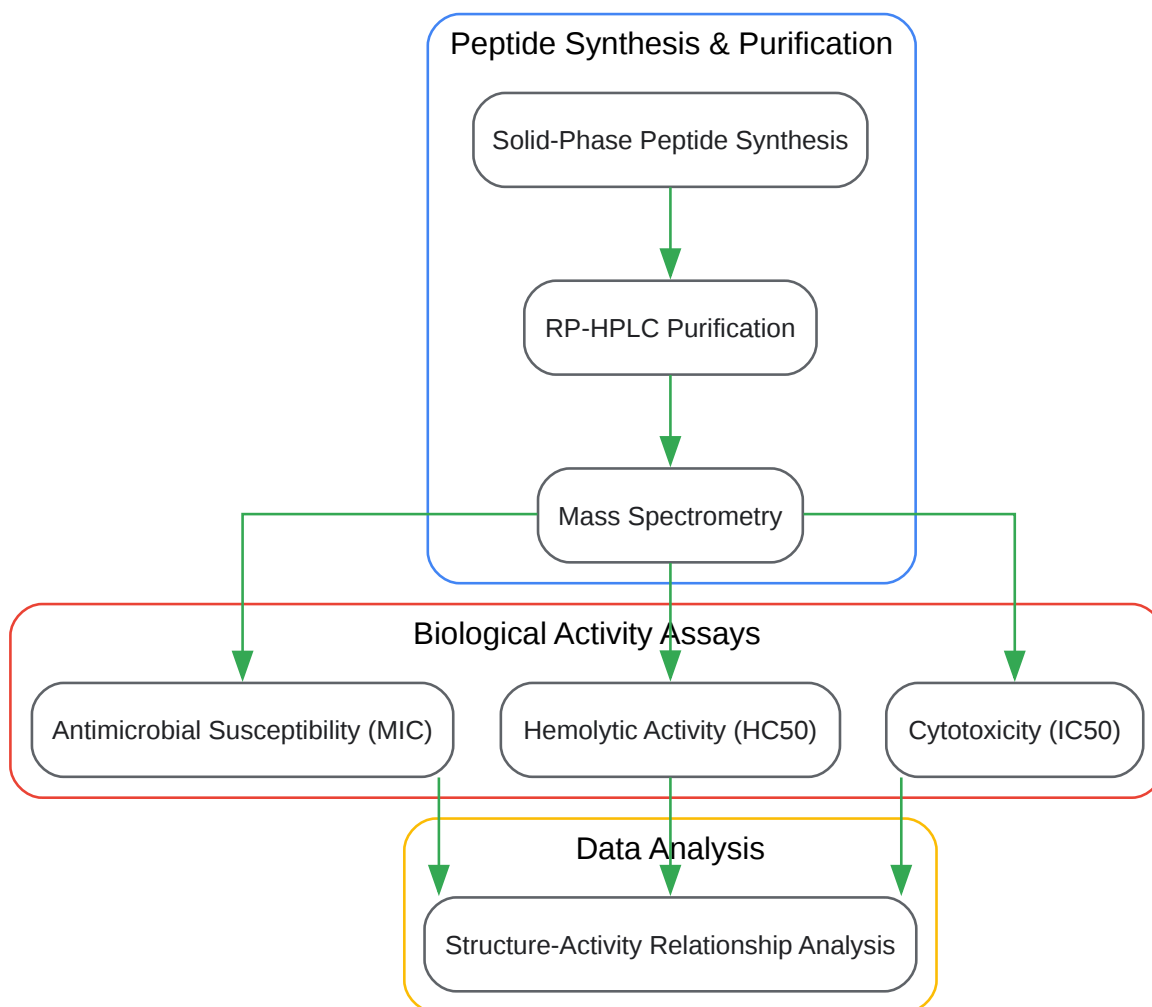 Peptide Synthesis & Purification
Solid-Phase Peptide Synthesis
RP-HPLC Purification
Mass Spectrometry
Biological Activity Assays
Antimicrobial Susceptibility (MIC)
Hemolytic Activity (HC50)
Cytotoxicity (IC50)
Data Analysis
Structure-Activity Relationship Analysis